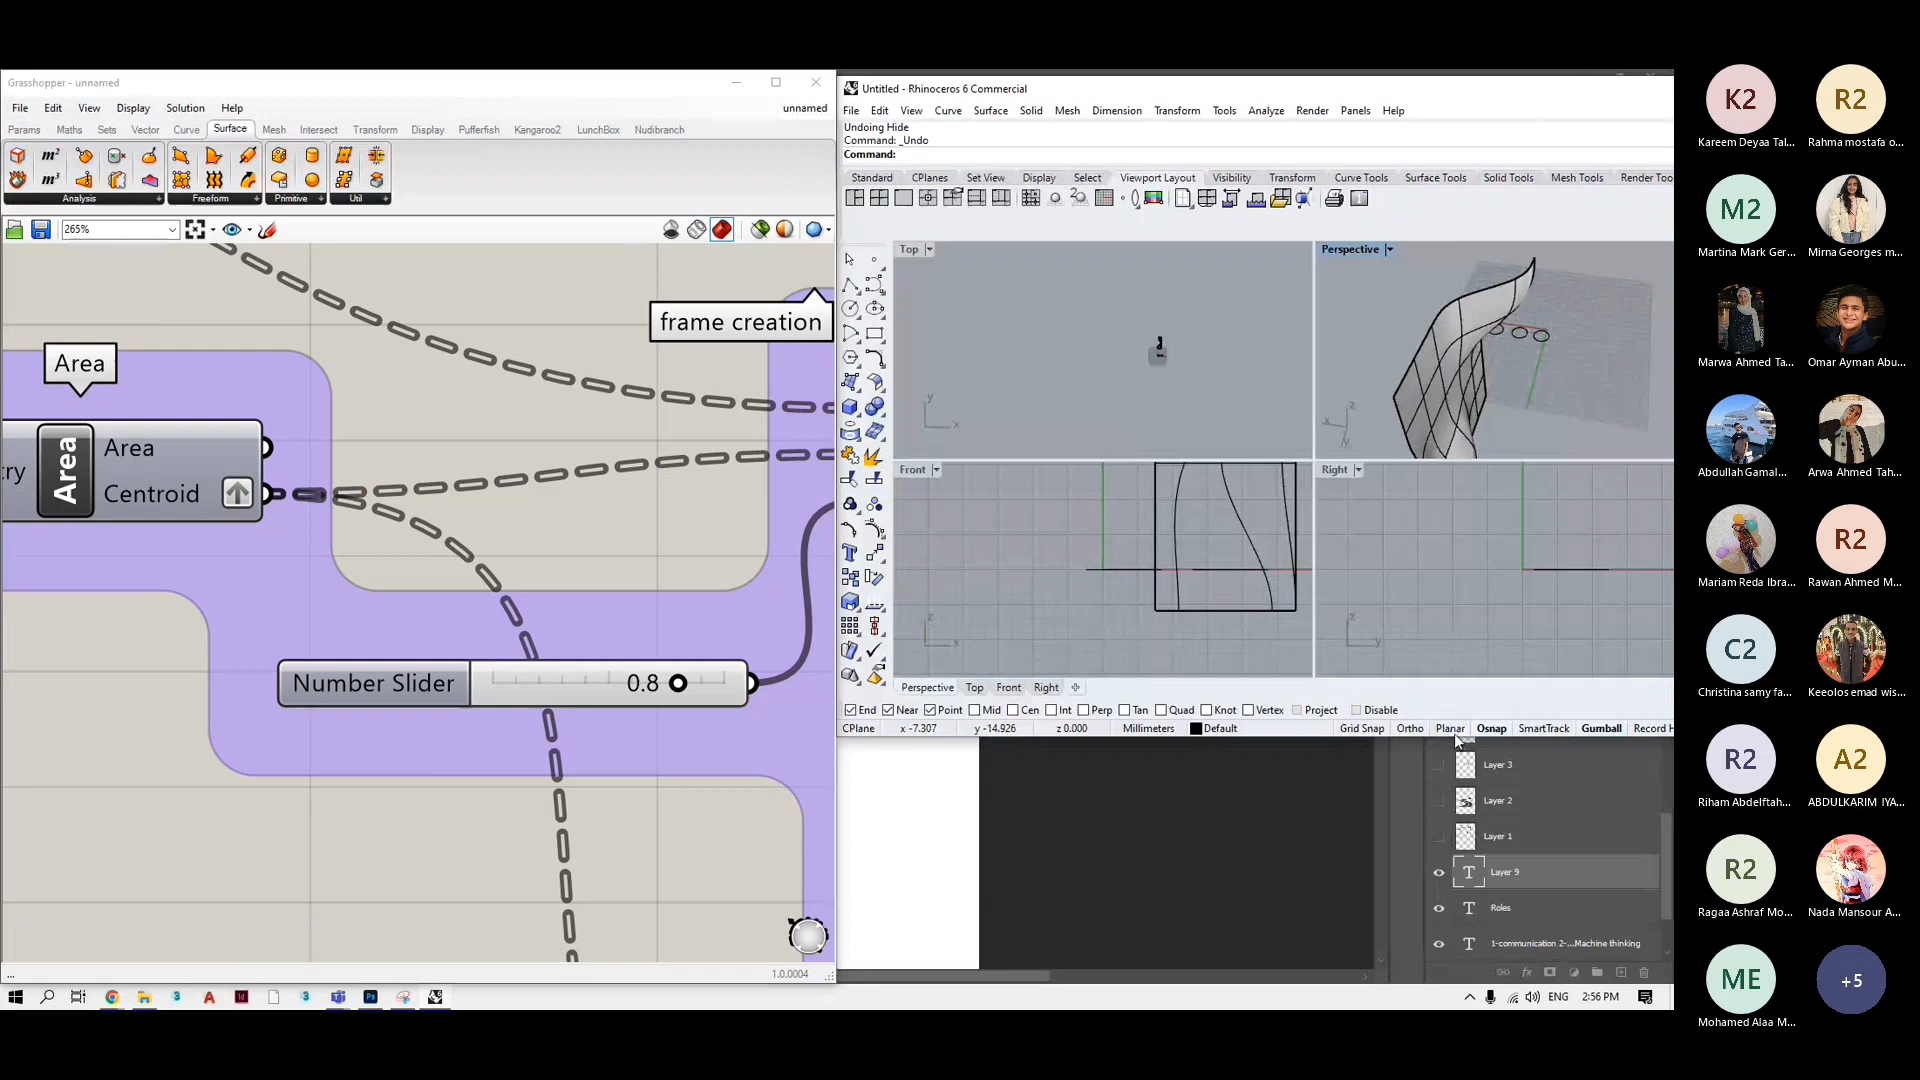 Grasshopper - unnamed
File Edit View Display Solution Help unnamed
Params Maths Sets Vector Curve Surface Mesh Intersect Transform Display Pufferfish Kangaroo2 LunchBox Nudibranch
m² m³
Analysis Freeform Primitive Util
265%
frame creation
Area
ry Area Area
Centroid
Number Slider 0.8
1.0.0004
...
Untitled - Rhinoceros 6 Commercial
File Edit View Curve Surface Solid Mesh Dimension Transform Tools Analyze Render Panels Help
Undoing Hide
Command: _Undo
Command:
Standard CPlanes Set View Display Select Viewport Layout Visibility Transform Curve Tools Surface Tools Solid Tools Mesh Tools Render Too
Top
Perspective
Front
Right
y x
x z y
z x
z y
Perspective Top Front Right
End Near Point Mid Cen Int Perp Tan Quad Knot Vertex Project Disable
CPlane x -7.307 y -14.926 z 0.000 Millimeters Default Grid Snap Ortho Planar Osnap SmartTrack Gumball Record H
Layer 3
Layer 2
Layer 1
T Layer 9
T Roles
T 1-communication 2-...Machine thinking
fx
ENG 2:56 PM
K2
Kareem Deyaa Tal...
R2
Rahma mostafa o...
M2
Martina Mark Ger...
Mirna Georges m...
Marwa Ahmed Ta...
Omar Ayman Abu...
Abdullah Gamal...
Arwa Ahmed Tah...
Mariam Reda Ibra...
R2
Rawan Ahmed M...
C2
Christina samy fa...
Keeolos emad wis...
R2
Riham Abdelftah...
A2
ABDULKARIM IYA...
R2
Ragaa Ashraf Mo...
Nada Mansour A...
ME
Mohamed Alaa M...
+5